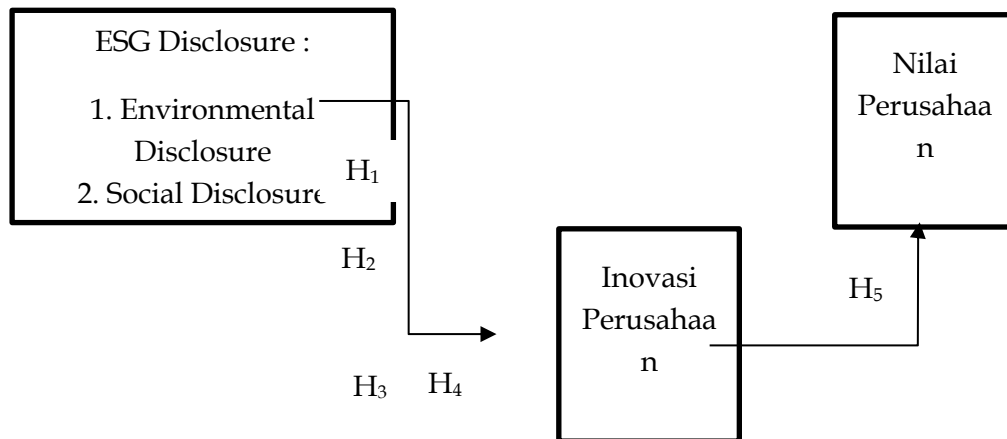 ESG Disclosure :
1. Environmental
Disclosure
2. Social Disclosure
H1
H2
H3
H4
Inovasi
Perusahaa
n
H5
Nilai
Perusahaa
n